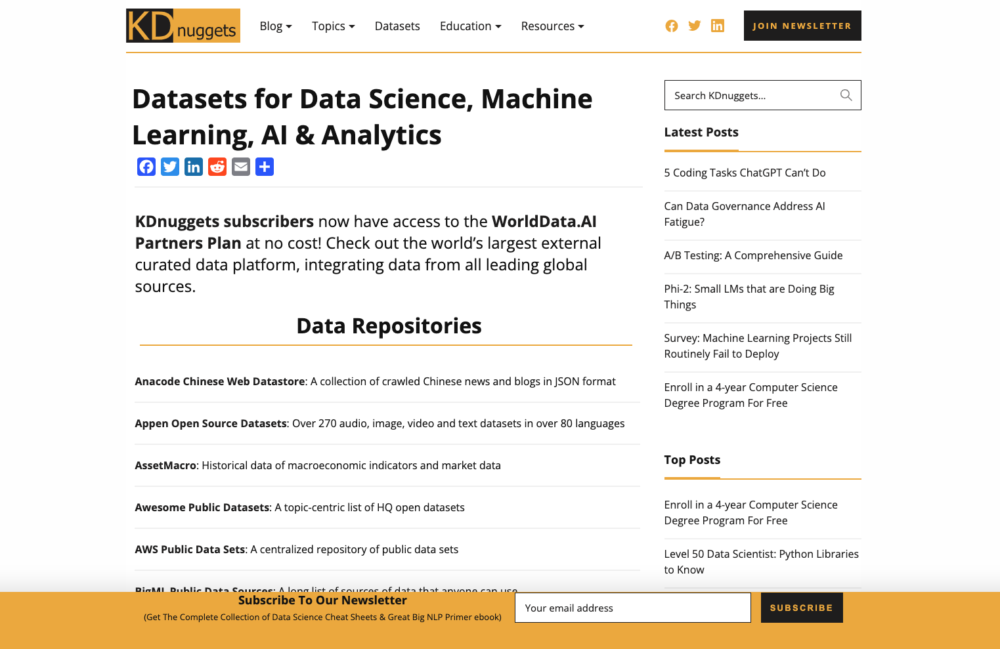 KDnuggets
Blog
Topics
Datasets
Education
Resources
JOIN NEWSLETTER
Datasets for Data Science, Machine
Learning, AI & Analytics
KDnuggets subscribers now have access to the WorldData.AI
Partners Plan at no cost! Check out the world’s largest external
curated data platform, integrating data from all leading global
sources.
Data Repositories
Anacode Chinese Web Datastore: A collection of crawled Chinese news and blogs in JSON format
Appen Open Source Datasets: Over 270 audio, image, video and text datasets in over 80 languages
AssetMacro: Historical data of macroeconomic indicators and market data
Awesome Public Datasets: A topic-centric list of HQ open datasets
AWS Public Data Sets: A centralized repository of public data sets
BigML Public Data Sources: A long list of sources of data that anyone can use
Search KDnuggets...
Latest Posts
5 Coding Tasks ChatGPT Can’t Do
Can Data Governance Address AI
Fatigue?
A/B Testing: A Comprehensive Guide
Phi-2: Small LMs that are Doing Big
Things
Survey: Machine Learning Projects Still
Routinely Fail to Deploy
Enroll in a 4-year Computer Science
Degree Program For Free
Top Posts
Enroll in a 4-year Computer Science
Degree Program For Free
Level 50 Data Scientist: Python Libraries
to Know
Subscribe To Our Newsletter
(Get The Complete Collection of Data Science Cheat Sheets & Great Big NLP Primer ebook)
Your email address
SUBSCRIBE